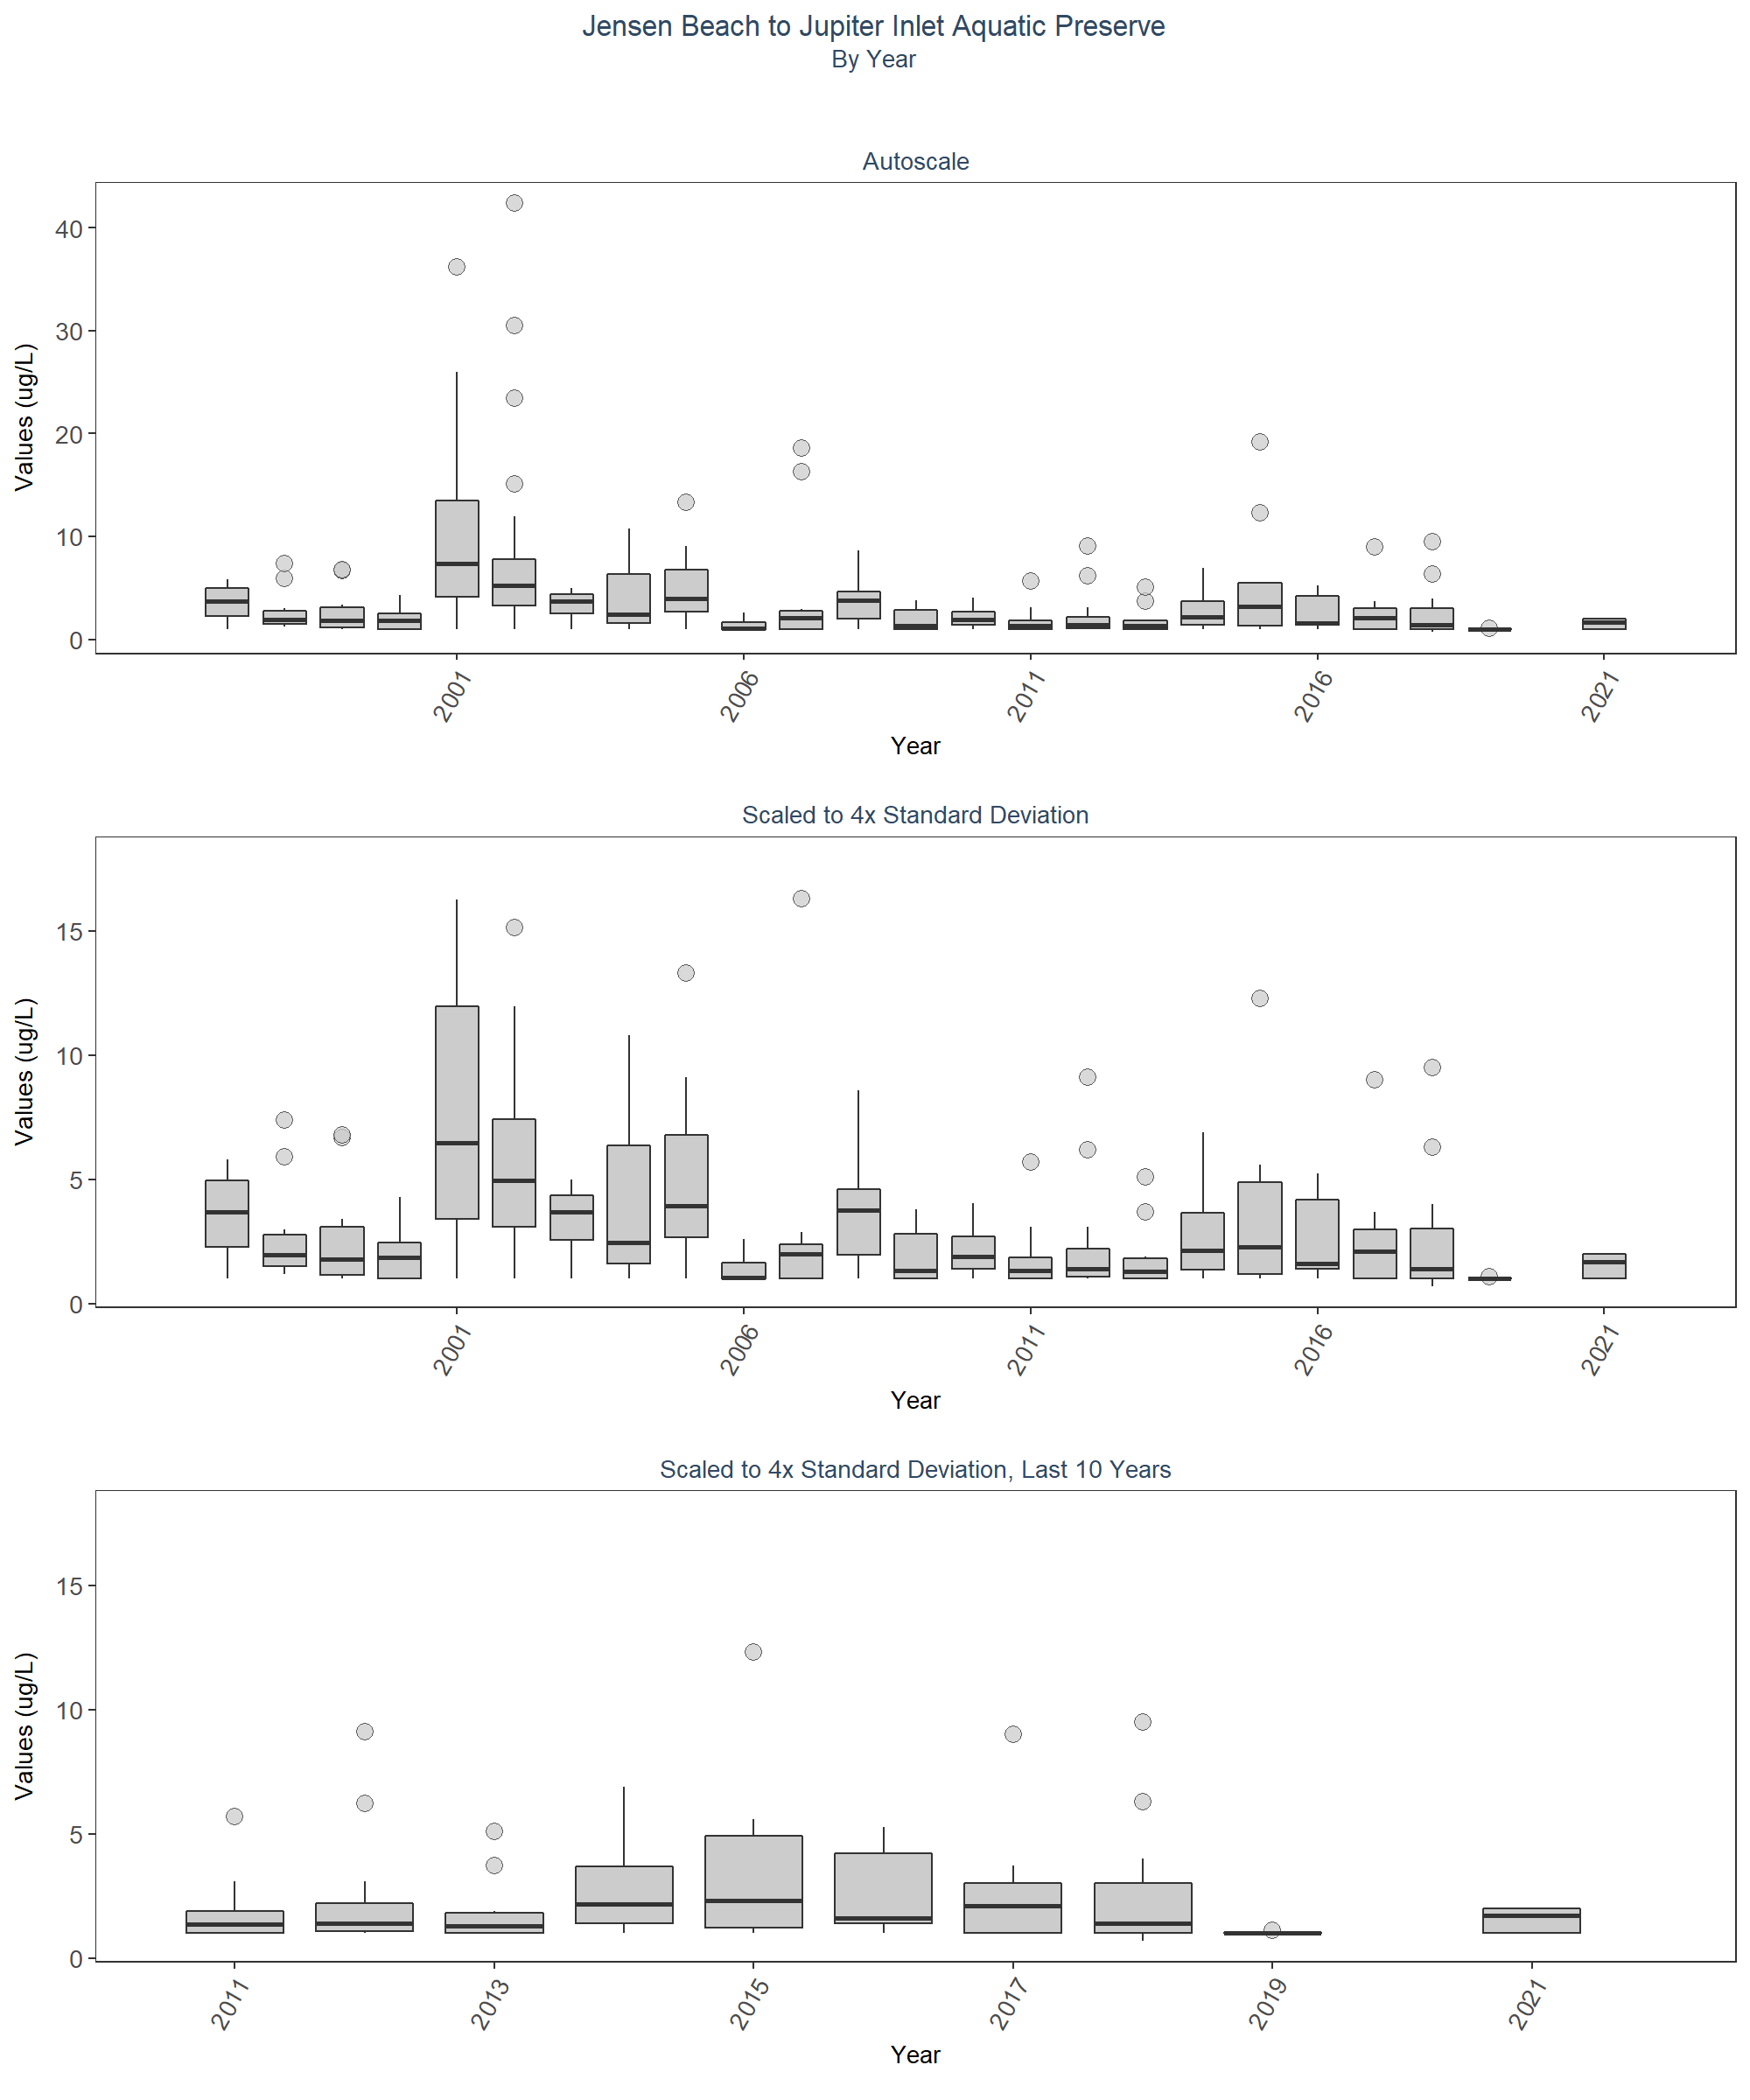 Jensen Beach to Jupiter Inlet Aquatic Preserve
By Year
Autoscale
Values (ug/L)
40
30
20
10
0
2001
2006
2011
2016
2021
Year
Scaled to 4x Standard Deviation
Values (ug/L)
15
10
5
0
2001
2006
2011
2016
2021
Year
Scaled to 4x Standard Deviation, Last 10 Years
Values (ug/L)
15
10
5
0
2011
2013
2015
2017
2019
2021
Year